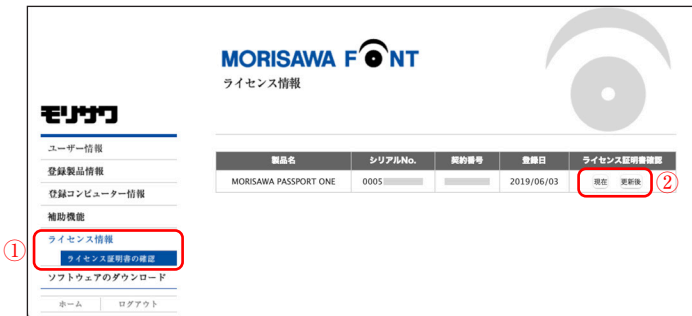 MORISAWA FONT
ライセンス情報
モリサワ
ユーザー情報
登録製品情報
登録コンピューター情報
補助機能
① ライセンス情報
ライセンス証明書の確認
ソフトウェアのダウンロード
ホーム ログアウト
製品名 シリアルNo. 契約番号 登録日 ライセンス証明書確認
MORISAWA PASSPORT ONE 0005 2019/06/03 現在 更新後 ②